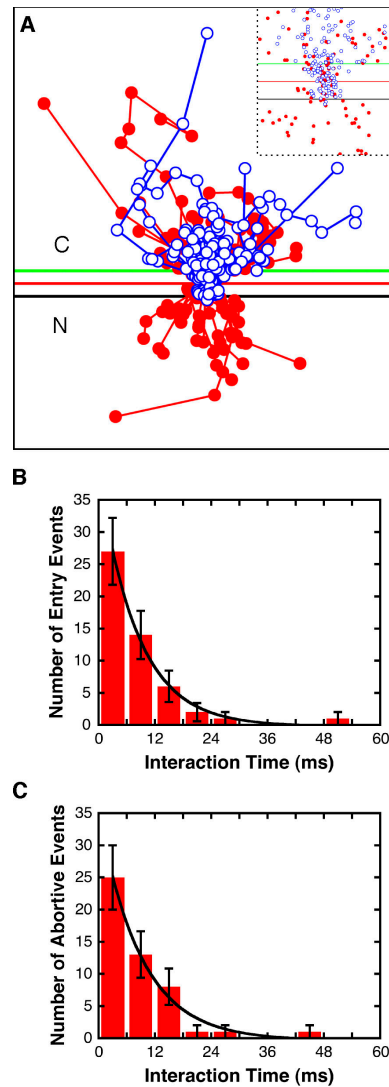 A
C
N
B
Number of Entry Events
35
30
25
20
15
10
5
0
0 12 24 36 48 60
Interaction Time (ms)
C
Number of Abortive Events
35
30
25
20
15
10
5
0
0 12 24 36 48 60
Interaction Time (ms)